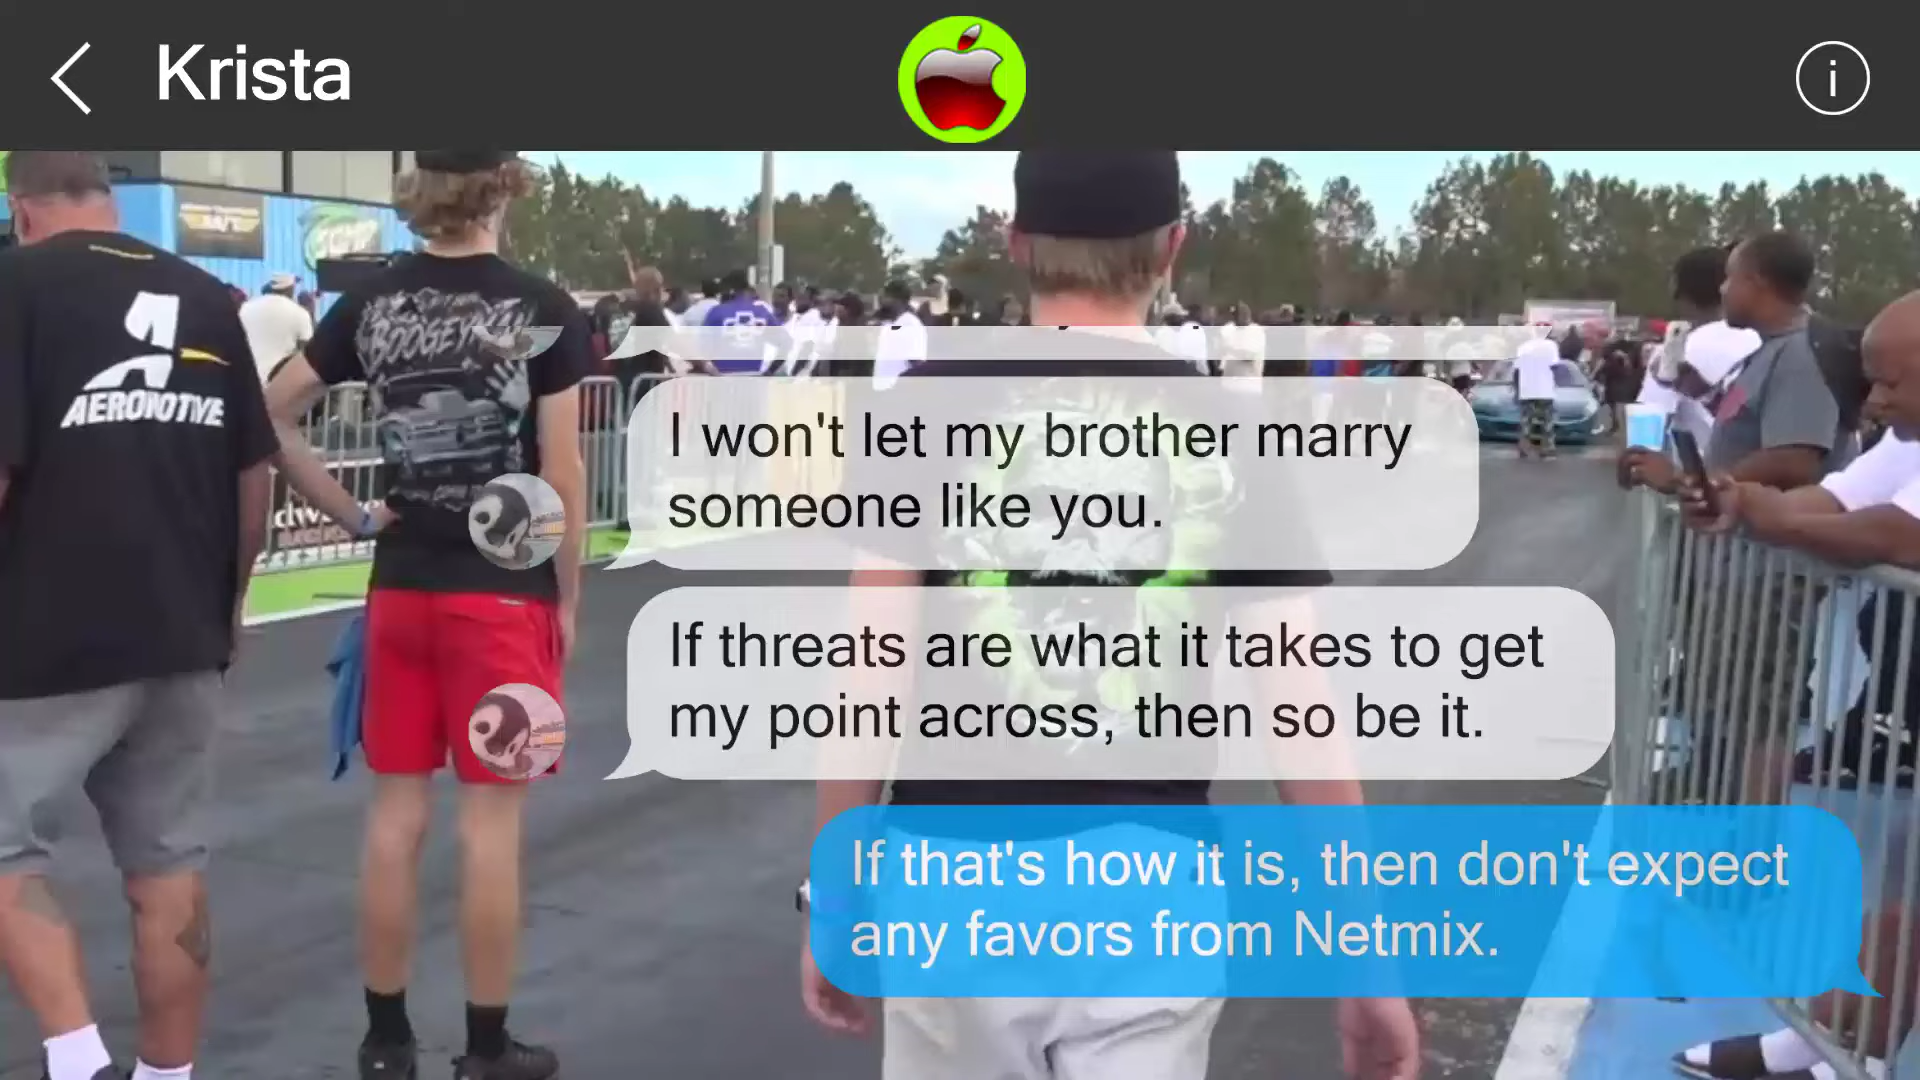 Krista
AEROMOTIVE
BOOGEYMAN
I won't let my brother marry
someone like you.
If threats are what it takes to get
my point across, then so be it.
If that's how it is, then don't expect
any favors from Netmix.